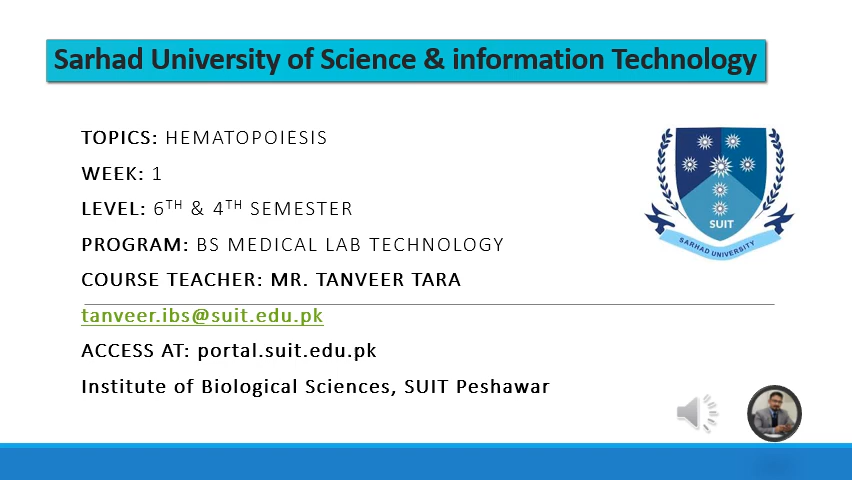 Sarhad University of Science & information Technology
TOPICS: HEMATOPOIESIS
WEEK: 1
LEVEL: 6TH & 4TH SEMESTER
PROGRAM: BS MEDICAL LAB TECHNOLOGY
COURSE TEACHER: MR. TANVEER TARA
tanveer.ibs@suit.edu.pk
ACCESS AT: portal.suit.edu.pk
Institute of Biological Sciences, SUIT Peshawar
SUIT
SARHAD UNIVERSITY